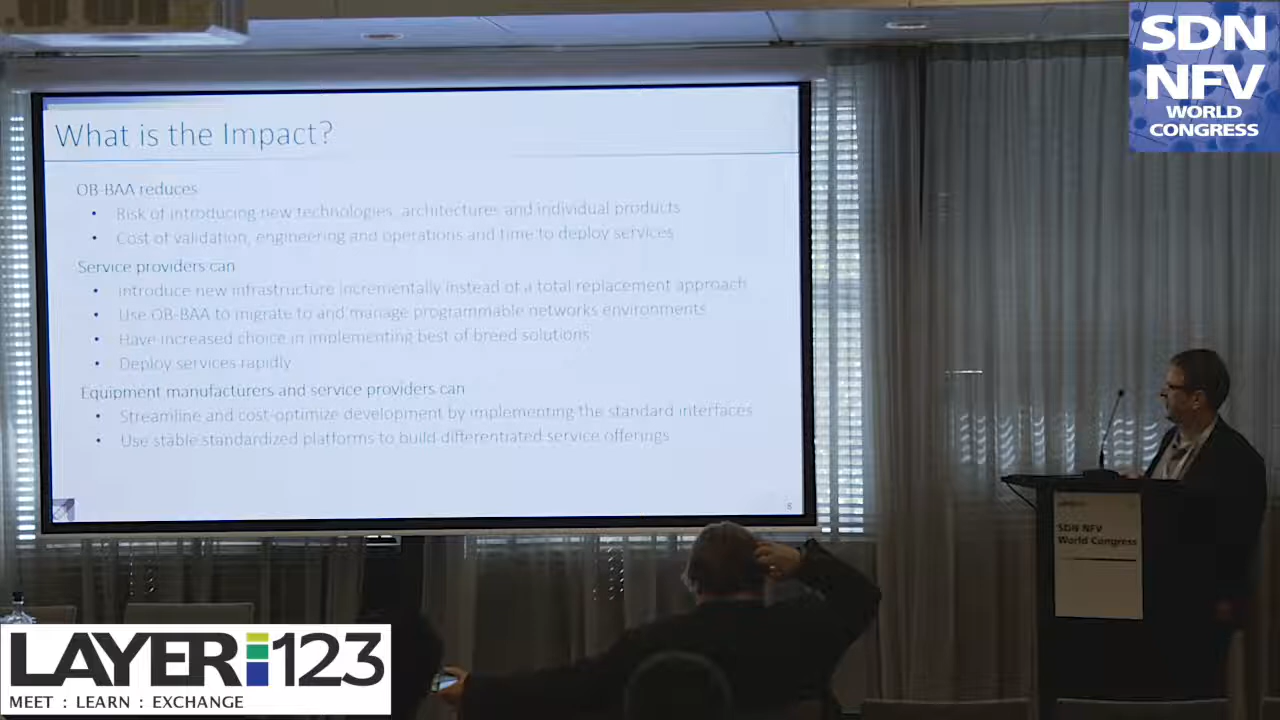 What is the Impact?
OB-BAA reduces
• Risk of introducing new technologies, architectures and individual products
• Cost of validation, engineering and operations and time to deploy services
Service providers can
• Introduce new infrastructure incrementally instead of a total replacement approach
• Use OB-BAA to migrate to and manage programmable networks environments
• Have increased choice in implementing best of breed solutions
• Deploy services rapidly
Equipment manufacturers and service providers can
• Streamline and cost-optimize development by implementing the standard interfaces
• Use stable standardized platforms to build differentiated service offerings
8
SDN
NFV
WORLD
CONGRESS
SDN NFV
World Congress
LAYER 123
MEET : LEARN : EXCHANGE